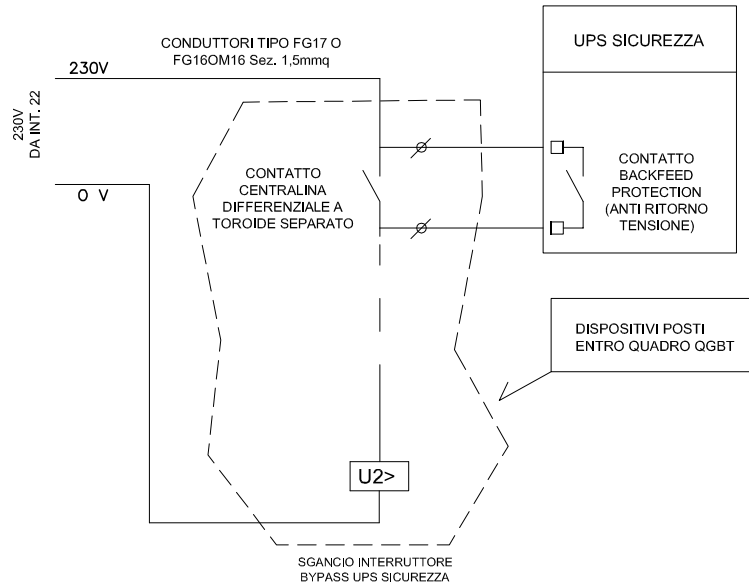 CONDUTTORI TIPO FG17 O
FG16OM16 Sez. 1,5mmq
UPS SICUREZZA
230V
230V
DA INT. 22
0 V
CONTATTO
CENTRALINA
DIFFERENZIALE A
TOROIDE SEPARATO
CONTATTO
BACKFEED
PROTECTION
(ANTI RITORNO
TENSIONE)
DISPOSITIVI POSTI
ENTRO QUADRO QGBT
U2>
SGANCIO INTERRUTTORE
BYPASS UPS SICUREZZA